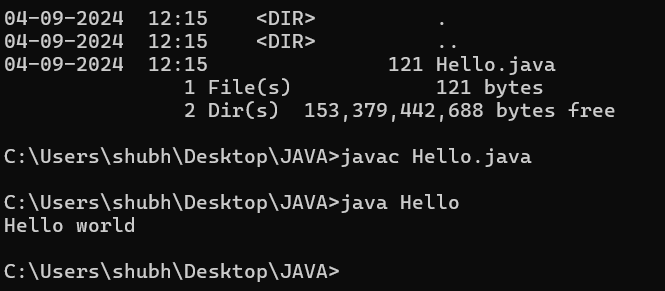 04-09-2024  12:15    <DIR>          .
04-09-2024  12:15    <DIR>          ..
04-09-2024  12:15               121 Hello.java
               1 File(s)            121 bytes
               2 Dir(s)  153,379,442,688 bytes free
C:\Users\shubh\Desktop\JAVA>javac Hello.java
C:\Users\shubh\Desktop\JAVA>java Hello
Hello world
C:\Users\shubh\Desktop\JAVA>